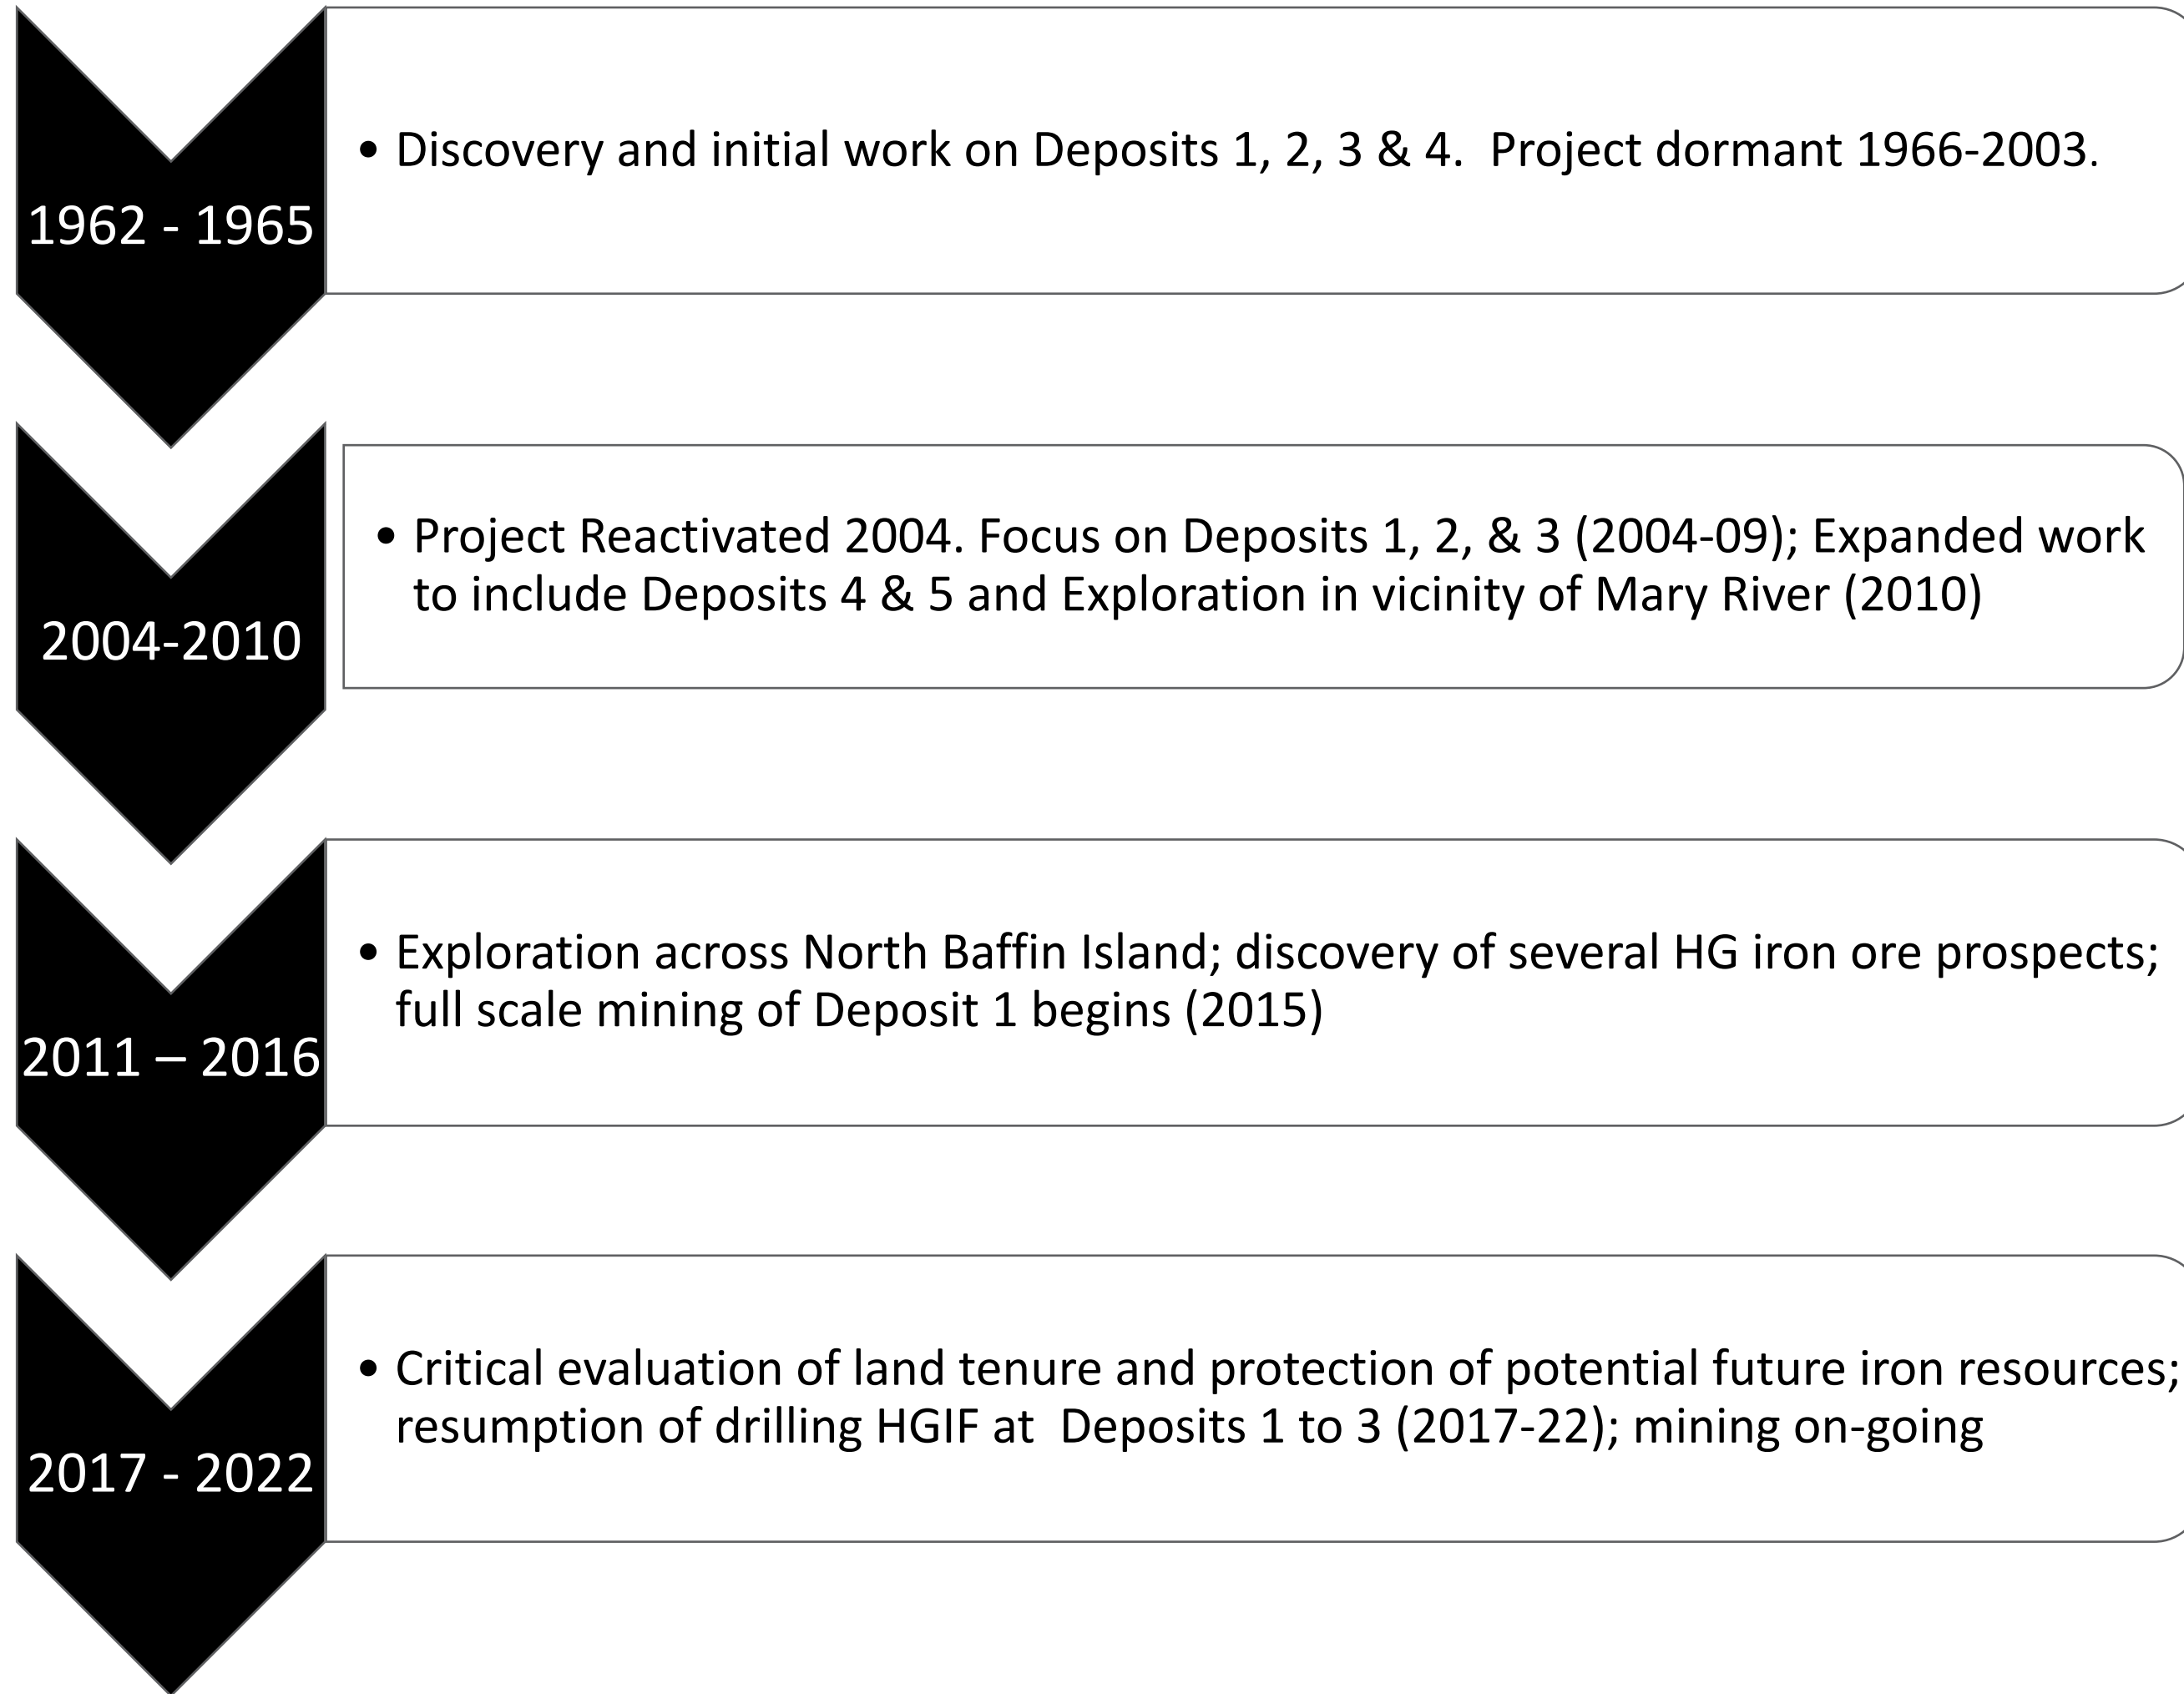 1962 - 1965
• Discovery and initial work on Deposits 1, 2, 3 & 4.  Project dormant 1966-2003.
2004-2010
• Project Reactivated 2004. Focus on Deposits 1, 2, & 3 (2004-09); Expanded work
to include Deposits 4 & 5 and Exploration in vicinity of Mary River (2010)
2011 – 2016
• Exploration across North Baffin Island; discovery of several HG iron ore prospects;
full scale mining of Deposit 1 begins (2015)
2017 - 2022
• Critical evaluation of land tenure and protection of potential future iron resources;
resumption of drilling HGIF at  Deposits 1 to 3 (2017-22); mining on-going